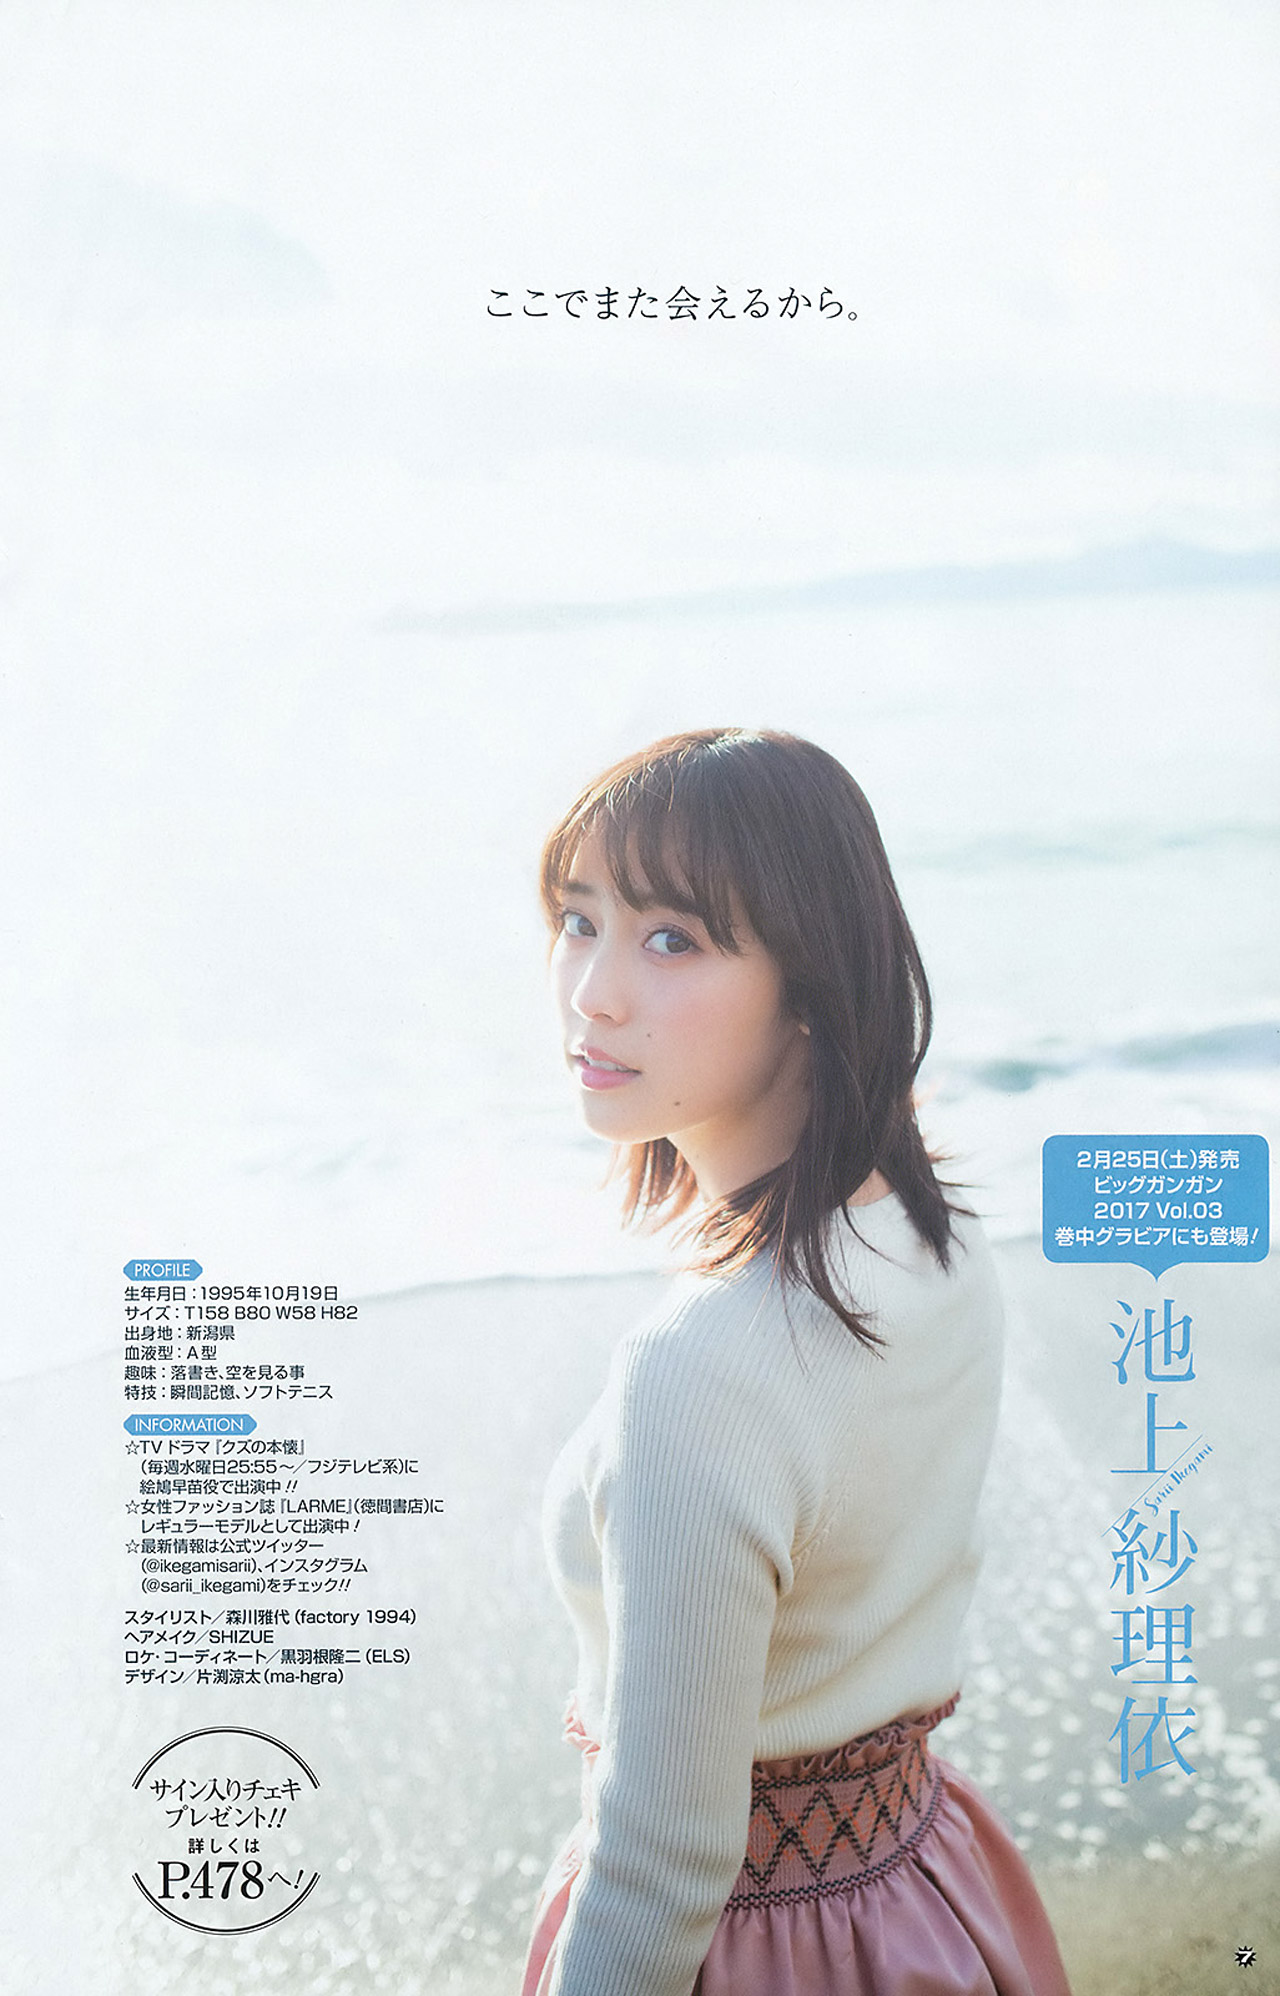 ここでまた会えるから。
2月25日(土)発売
ビッグガンガン
2017 Vol.03
巻中グラビアにも登場!
池上紗理依
Sarii Ikegami
PROFILE
生年月日:1995年10月19日
サイズ:T158 B80 W58 H82
出身地:新潟県
血液型:A型
趣味:落書き、空を見る事
特技:瞬間記憶、ソフトテニス
INFORMATION
☆TVドラマ『クズの本懐』
(毎週水曜日25:55〜/フジテレビ系)に
絵鳩早苗役で出演中!!
☆女性ファッション誌『LARME』(徳間書店)に
レギュラーモデルとして出演中!
☆最新情報は公式ツイッター
(@ikegamisarii)、インスタグラム
(@sarii_ikegami)をチェック!!
スタイリスト/森川雅代(factory 1994)
ヘアメイク/SHIZUE
ロケ・コーディネート/黒羽根隆二(ELS)
デザイン/片渕涼太(ma-hgra)
サイン入りチェキ
プレゼント!!
詳しくは
P.478へ!
7